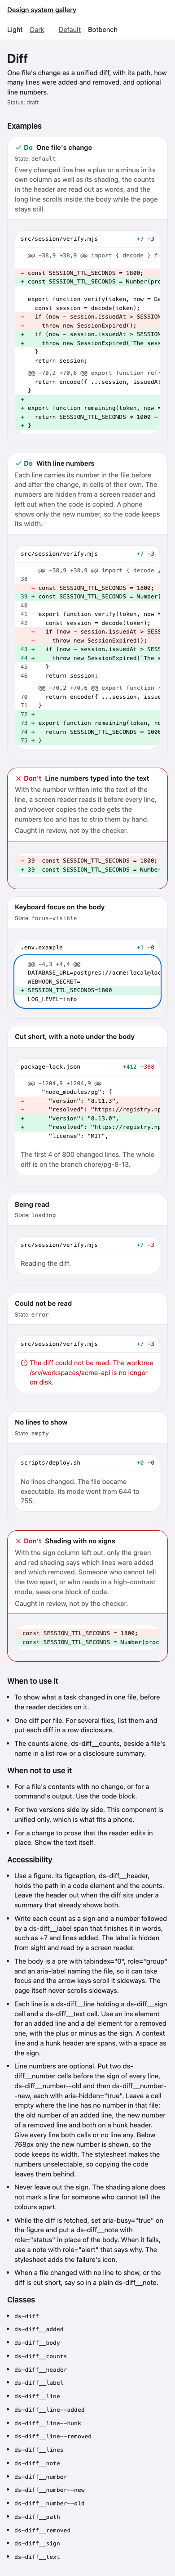 Design system gallery
Light Dark Default Botbench
Diff
One file's change as a unified diff, with its path, how
many lines were added and removed, and optional
line numbers.
Status: draft
Examples
✓ Do One file's change
State: default
Every changed line has a plus or a minus in its
own column as well as its shading, the counts
in the header are read out as words, and the
long line scrolls inside the body while the page
stays still.
src/session/verify.mjs +7 −3
@@ -38,9 +38,9 @@ import { decode } fr
− const SESSION_TTL_SECONDS = 1800;
+ const SESSION_TTL_SECONDS = Number(proc
export function verify(token, now = Da
const session = decode(token);
− if (now - session.issuedAt > SESSION
− throw new SessionExpired();
+ if (now - session.issuedAt > SESSION
+ throw new SessionExpired(`The sess
}
return session;
@@ -70,2 +70,6 @@ export function refr
return encode({ ...session, issuedAt
}
+
+ export function remaining(token, now =
+ return SESSION_TTL_SECONDS * 1000 -
+ }
✓ Do With line numbers
Each line carries its number in the file before
and after the change, in cells of their own. The
numbers are hidden from a screen reader and
left out when the code is copied. A phone
shows only the new number, so the code keeps
its width.
src/session/verify.mjs +7 −3
@@ -38,9 +38,9 @@ import { decode }
38
− const SESSION_TTL_SECONDS = 1800;
39 + const SESSION_TTL_SECONDS = Number(
40
41 export function verify(token, now =
42 const session = decode(token);
− if (now - session.issuedAt > SESS
− throw new SessionExpired();
43 + if (now - session.issuedAt > SESS
44 + throw new SessionExpired(`The s
45 }
46 return session;
@@ -70,2 +70,6 @@ export function r
70 return encode({ ...session, issued
71 }
72 +
73 + export function remaining(token, no
74 + return SESSION_TTL_SECONDS * 1000
75 + }
✕ Don't Line numbers typed into the text
With the number written into the text of the
line, a screen reader reads it before every line,
and whoever copies the code gets the
numbers too and has to strip them by hand.
Caught in review, not by the checker.
− 39 const SESSION_TTL_SECONDS = 1800;
+ 39 const SESSION_TTL_SECONDS = Number
Keyboard focus on the body
State: focus-visible
.env.example +1 −0
@@ -4,3 +4,4 @@
DATABASE_URL=postgres://acme:local@loc
WEBHOOK_SECRET=
+ SESSION_TTL_SECONDS=1800
LOG_LEVEL=info
Cut short, with a note under the body
package-lock.json +412 −388
@@ -1204,9 +1204,9 @@
"node_modules/pg": {
− "version": "8.11.3",
− "resolved": "https://registry.np
+ "version": "8.13.0",
+ "resolved": "https://registry.np
"license": "MIT",
The first 4 of 800 changed lines. The whole
diff is on the branch chore/pg-8-13.
Being read
State: loading
src/session/verify.mjs +7 −3
Reading the diff.
Could not be read
State: error
src/session/verify.mjs +7 −3
The diff could not be read. The worktree
/srv/workspaces/acme-api is no longer
on disk.
No lines to show
State: empty
scripts/deploy.sh +0 −0
No lines changed. The file became
executable: its mode went from 644 to
755.
✕ Don't Shading with no signs
With the sign column left out, only the green
and red shading says which lines were added
and which removed. Someone who cannot tell
the two apart, or who reads in a high-contrast
mode, sees one block of code.
Caught in review, not by the checker.
const SESSION_TTL_SECONDS = 1800;
const SESSION_TTL_SECONDS = Number(proc
When to use it
• To show what a task changed in one file, before
the reader decides on it.
• One diff per file. For several files, list them and
put each diff in a row disclosure.
• The counts alone, ds-diff__counts, beside a file's
name in a list row or a disclosure summary.
When not to use it
• For a file's contents with no change, or for a
command's output. Use the code block.
• For two versions side by side. This component is
unified only, which is what fits a phone.
• For a change to prose that the reader edits in
place. Show the text itself.
Accessibility
• Use a figure. Its figcaption, ds-diff__header,
holds the path in a code element and the counts.
Leave the header out when the diff sits under a
summary that already shows both.
• Write each count as a sign and a number followed
by a ds-diff__label span that finishes it in words,
such as +7 and lines added. The label is hidden
from sight and read by a screen reader.
• The body is a pre with tabindex="0", role="group"
and an aria-label naming the file, so it can take
focus and the arrow keys scroll it sideways. The
page itself never scrolls sideways.
• Each line is a ds-diff__line holding a ds-diff__sign
cell and a ds-diff__text cell. Use an ins element
for an added line and a del element for a removed
one, with the plus or minus as the sign. A context
line and a hunk header are spans, with a space as
the sign.
• Line numbers are optional. Put two ds-
diff__number cells before the sign of every line,
ds-diff__number--old and then ds-diff__number-
-new, each with aria-hidden="true". Leave a cell
empty where the line has no number in that file:
the old number of an added line, the new number
of a removed line and both on a hunk header.
Give every line both cells or no line any. Below
768px only the new number is shown, so the
code keeps its width. The stylesheet makes the
numbers unselectable, so copying the code
leaves them behind.
• Never leave out the sign. The shading alone does
not mark a line for someone who cannot tell the
colours apart.
• While the diff is fetched, set aria-busy="true" on
the figure and put a ds-diff__note with
role="status" in place of the body. When it fails,
use a note with role="alert" that says why. The
stylesheet adds the failure's icon.
• When a file changed with no line to show, or the
diff is cut short, say so in a plain ds-diff__note.
Classes
• ds-diff
• ds-diff__added
• ds-diff__body
• ds-diff__counts
• ds-diff__header
• ds-diff__label
• ds-diff__line
• ds-diff__line--added
• ds-diff__line--hunk
• ds-diff__line--removed
• ds-diff__lines
• ds-diff__note
• ds-diff__number
• ds-diff__number--new
• ds-diff__number--old
• ds-diff__path
• ds-diff__removed
• ds-diff__sign
• ds-diff__text